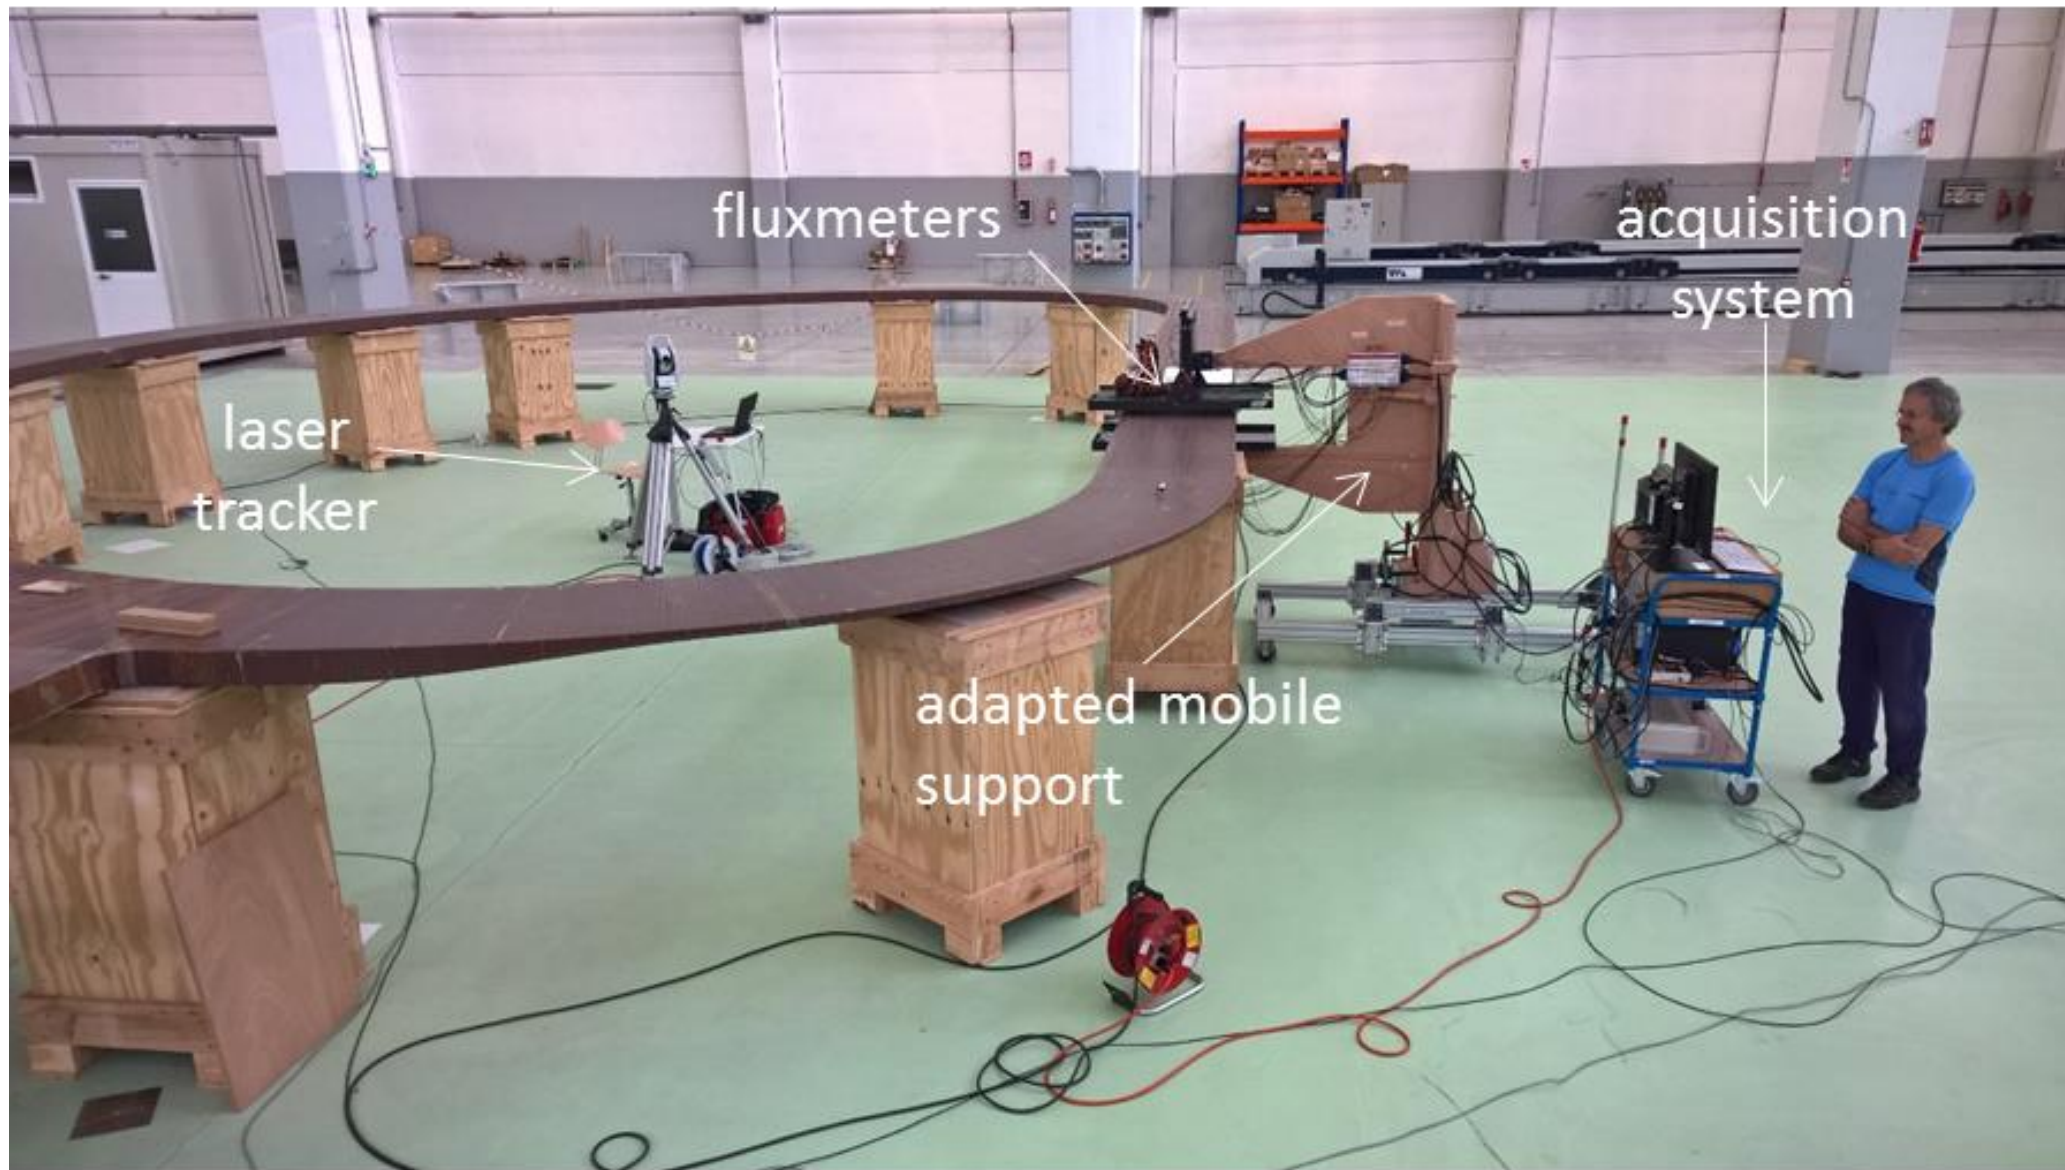 fluxmeters
acquisition
system
laser
tracker
adapted mobile
support